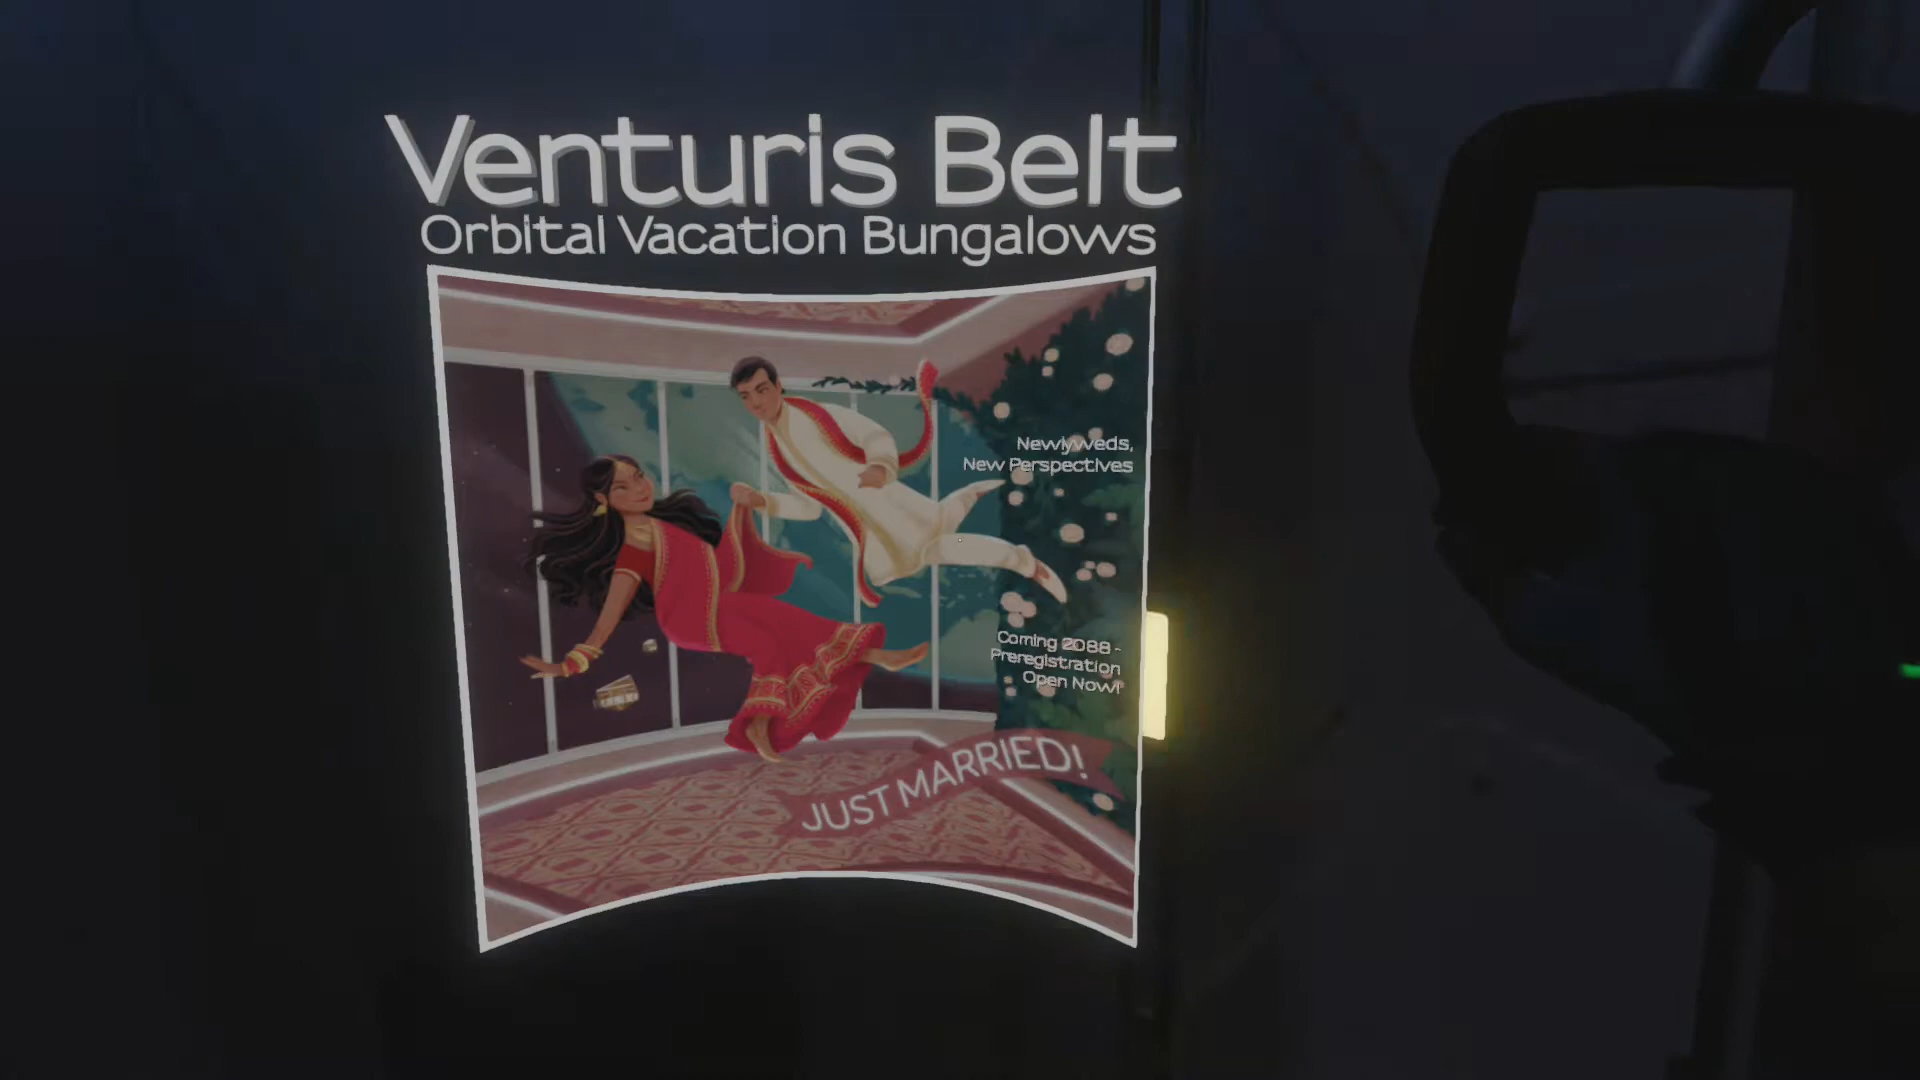 Venturis Belt
Orbital Vacation Bungalows
Newlyweds,
New Perspectives
Coming 2088 -
Preregistration
Open Now!
JUST MARRIED!